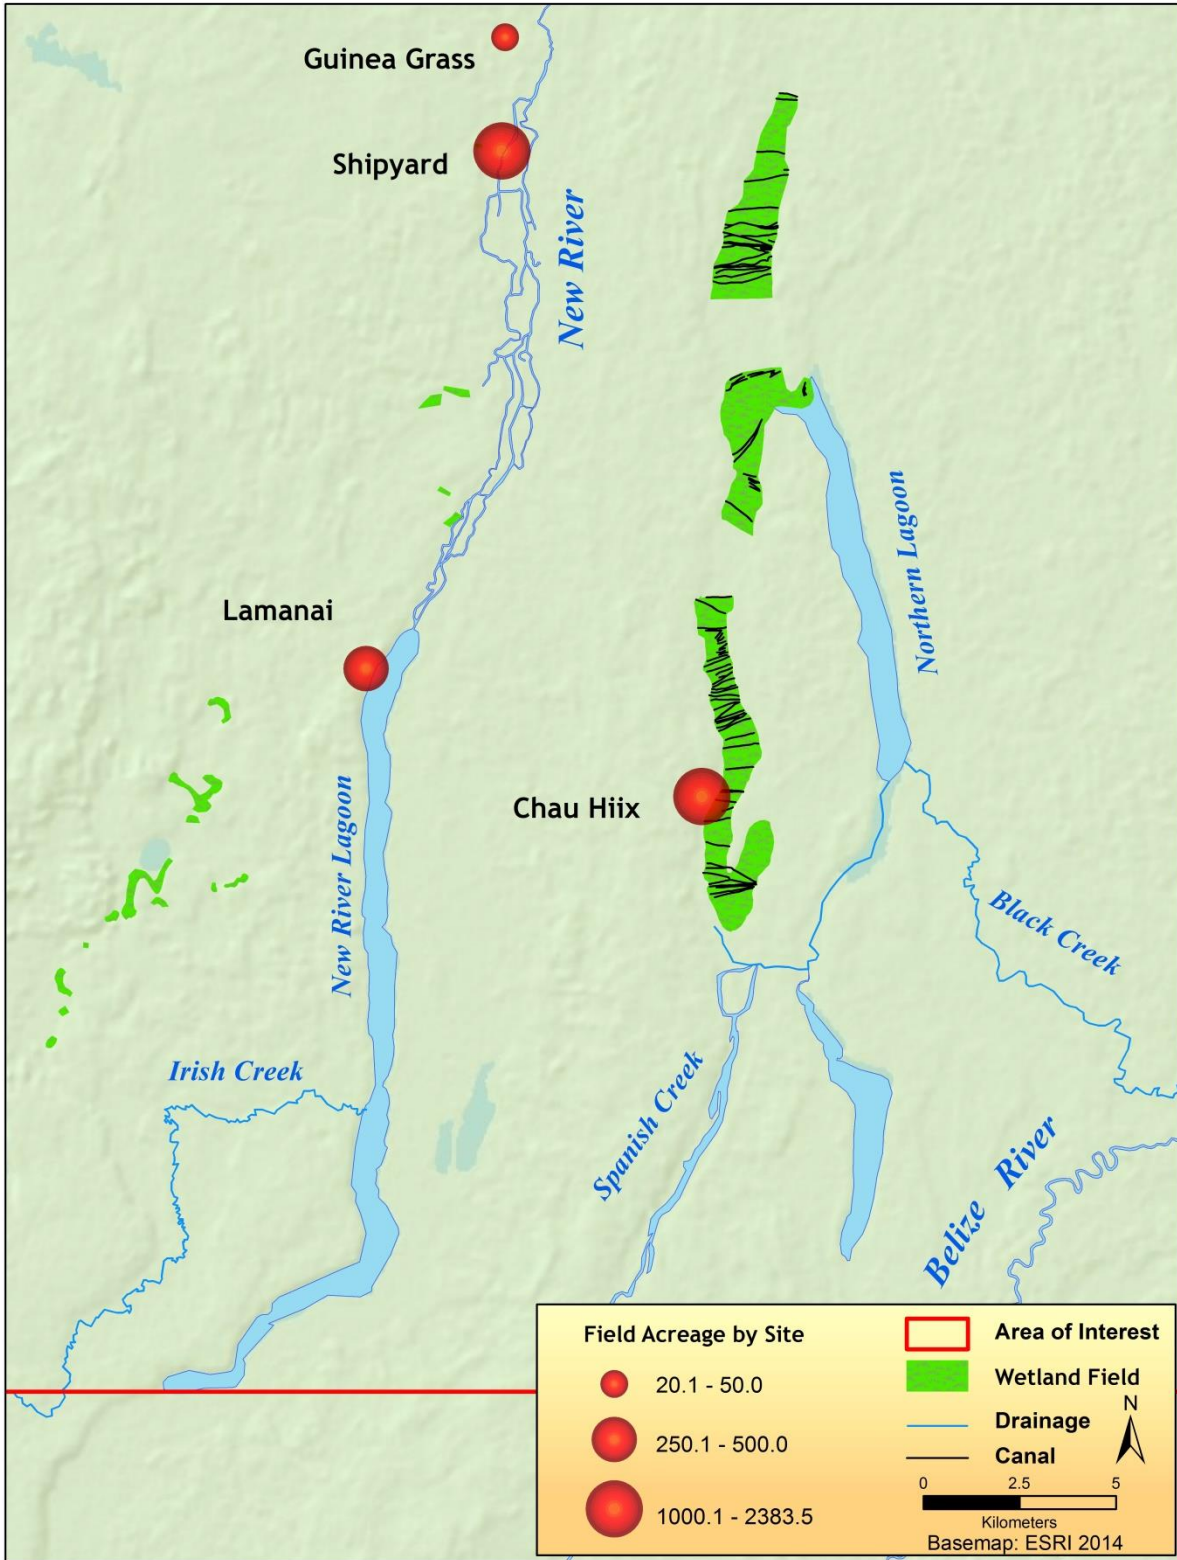 Guinea Grass
Shipyard
New River
Lamanai
Northern Lagoon
Chau Hiix
New River Lagoon
Black Creek
Irish Creek
Spanish Creek
Belize River
Field Acreage by Site
20.1 - 50.0
250.1 - 500.0
1000.1 - 2383.5
Area of Interest
Wetland Field
Drainage
Canal
N
0 2.5 5
Kilometers
Basemap: ESRI 2014